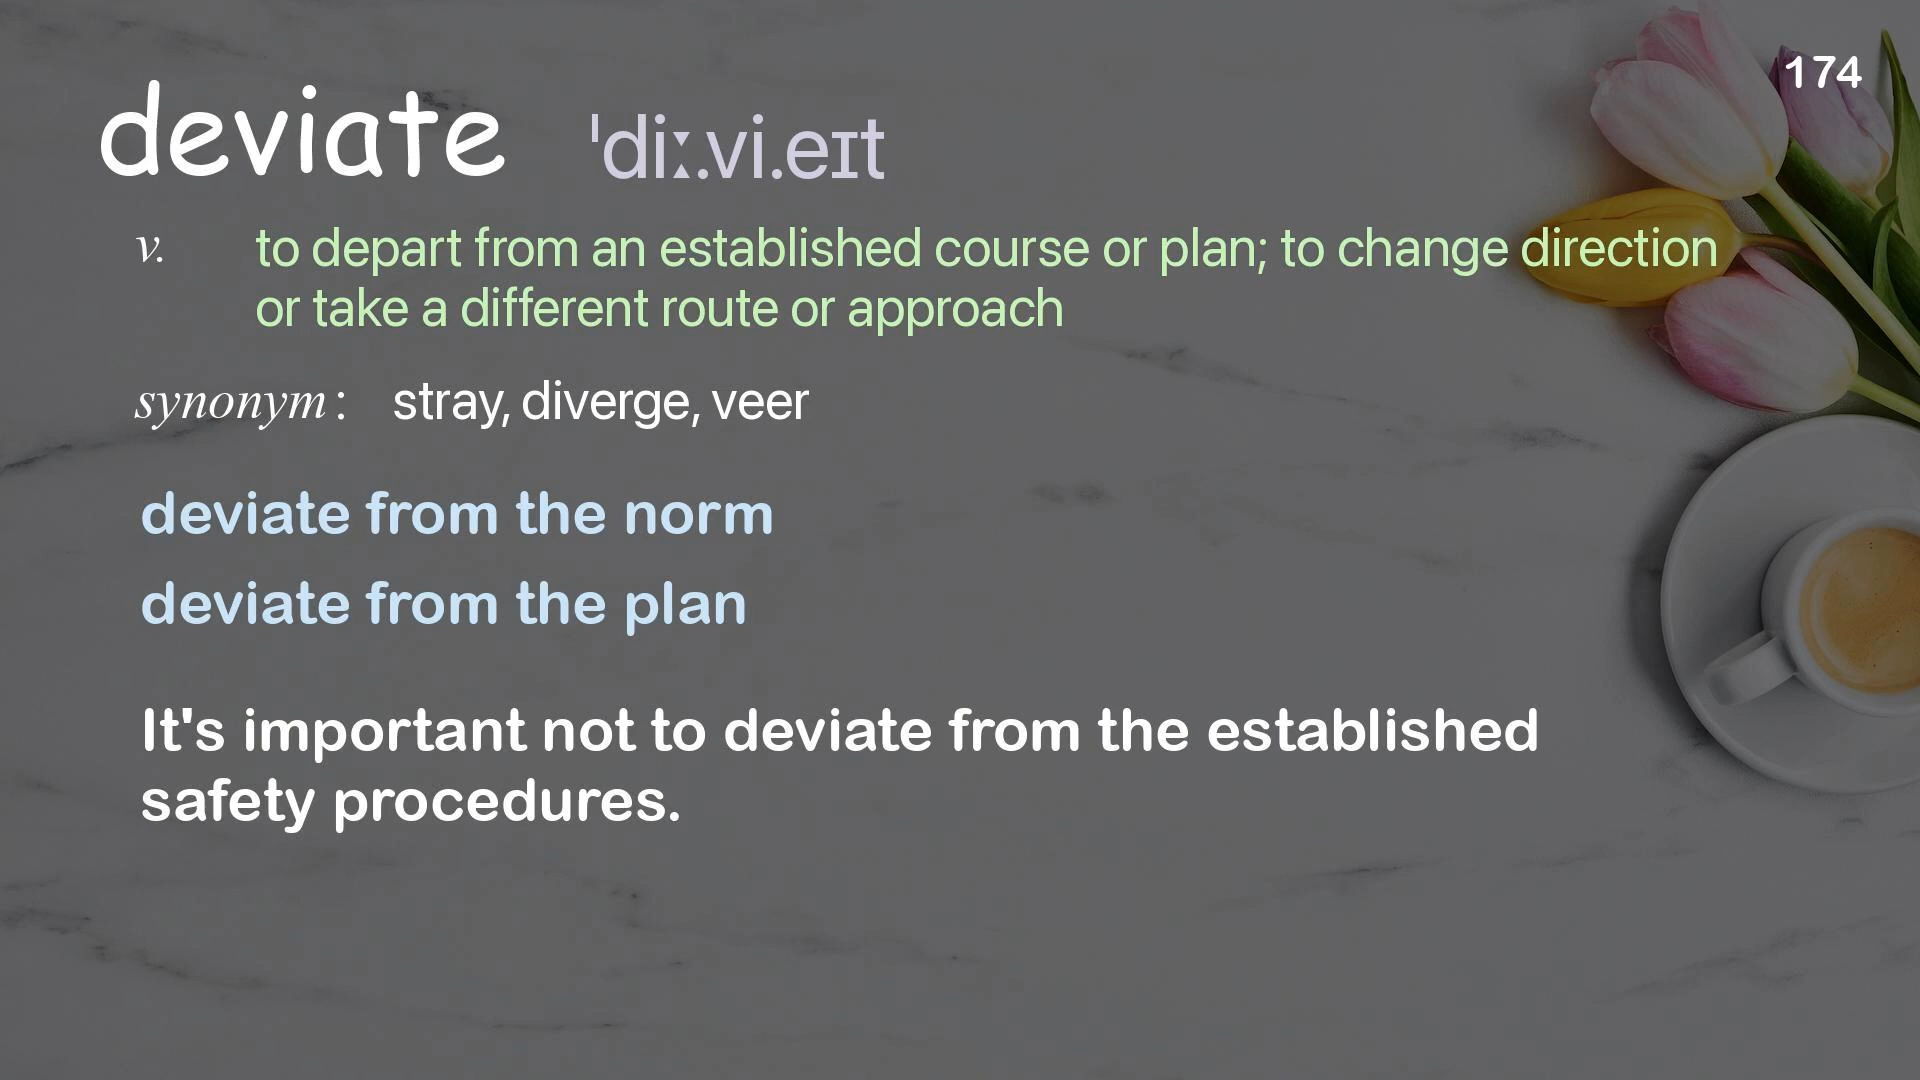 174
deviate ˈdiː.vi.eɪt
v. to depart from an established course or plan; to change direction
or take a different route or approach
synonym: stray, diverge, veer
deviate from the norm
deviate from the plan
It's important not to deviate from the established
safety procedures.